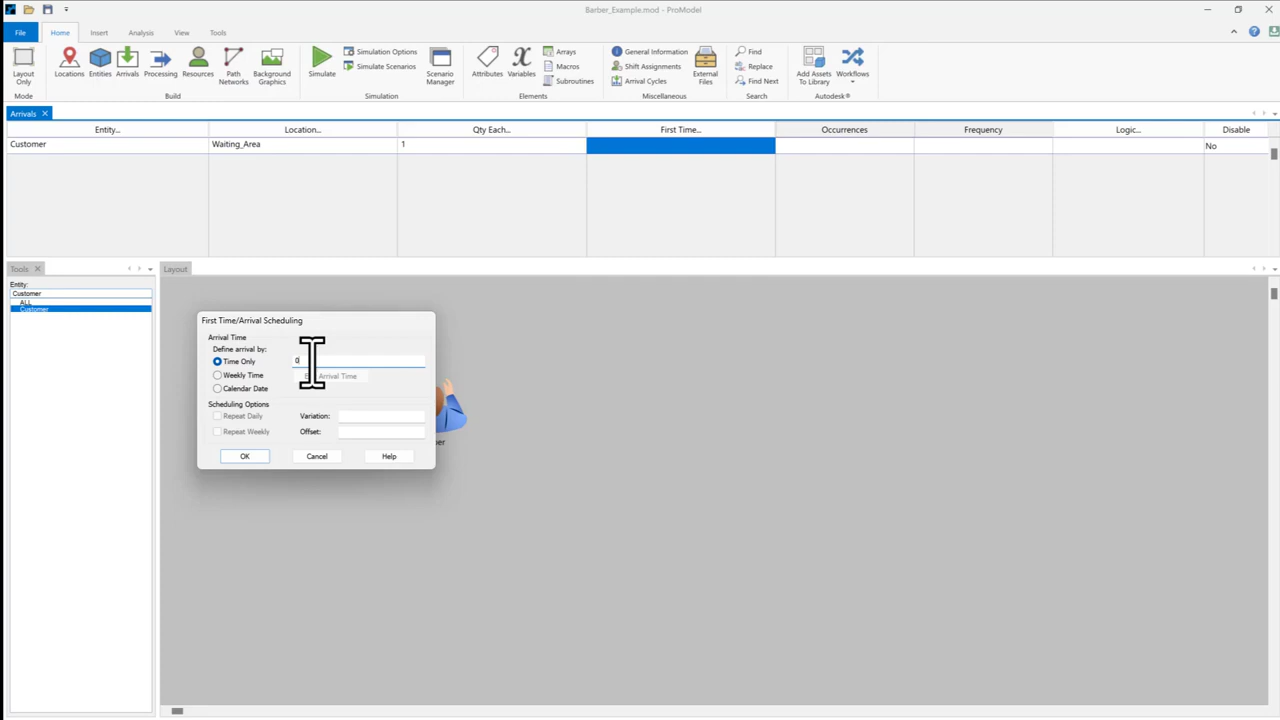 Barber_Example.mod - ProModel
File Home Insert Analysis View Tools
Layout Only
Locations
Entities
Arrivals
Processing
Resources
Path Networks
Background Graphics
Simulate
Simulation Options
Simulate Scenarios
Scenario Manager
Attributes
Variables
Arrays
Macros
Subroutines
General Information
Shift Assignments
Arrival Cycles
External Files
Find
Replace
Find Next
Add Assets To Library
Workflows
Mode Build Simulation Elements Miscellaneous Search Autodesk®
Arrivals
Entity... Location... Qty Each... First Time... Occurrences Frequency Logic... Disable
Customer Waiting_Area 1 No
Tools
Layout
Entity:
Customer
ALL
Customer
First Time/Arrival Scheduling
Arrival Time
Define arrival by:
Time Only 0
Weekly Time Arrival Time
Calendar Date
Scheduling Options
Repeat Daily Variation:
Repeat Weekly Offset:
OK Cancel Help